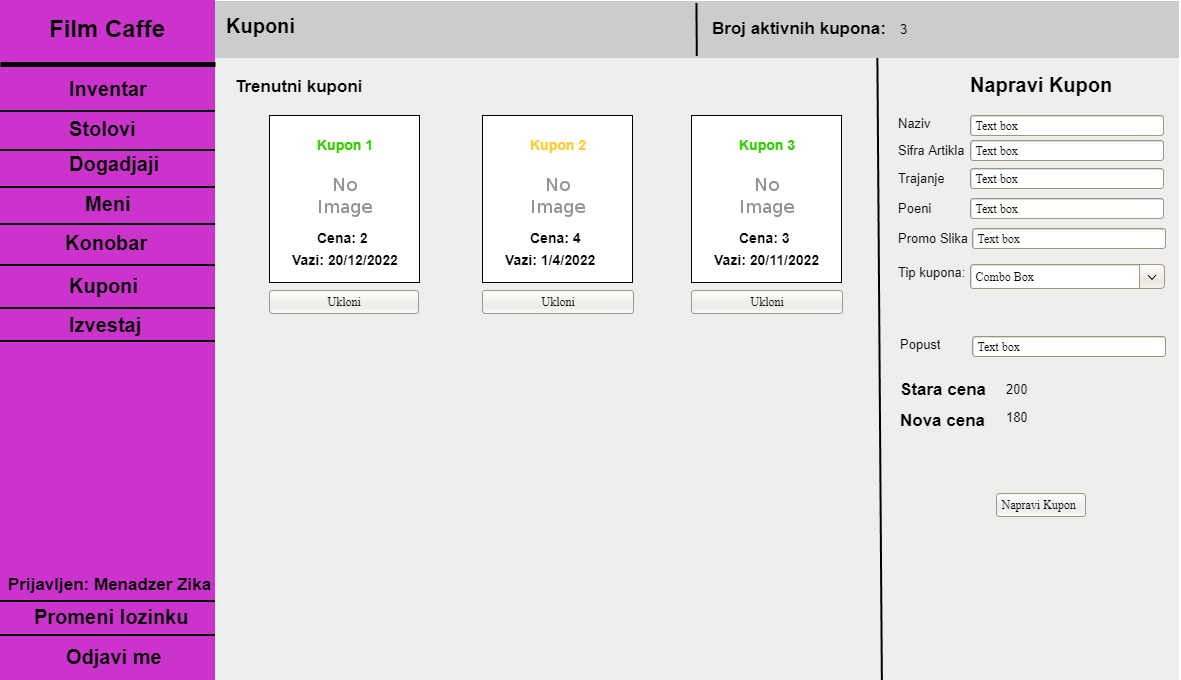 Film Caffe
Inventar
Stolovi
Dogadjaji
Meni
Konobar
Kuponi
Izvestaj
Prijavljen: Menadzer Zika
Promeni lozinku
Odjavi me
Kuponi
Broj aktivnih kupona: 3
Trenutni kuponi
Kupon 1
No
Image
Cena: 2
Vazi: 20/12/2022
Ukloni
Kupon 2
No
Image
Cena: 4
Vazi: 1/4/2022
Ukloni
Kupon 3
No
Image
Cena: 3
Vazi: 20/11/2022
Ukloni
Napravi Kupon
Naziv Text box
Sifra Artikla Text box
Trajanje Text box
Poeni Text box
Promo Slika Text box
Tip kupona: Combo Box
Popust Text box
Stara cena 200
Nova cena 180
Napravi Kupon